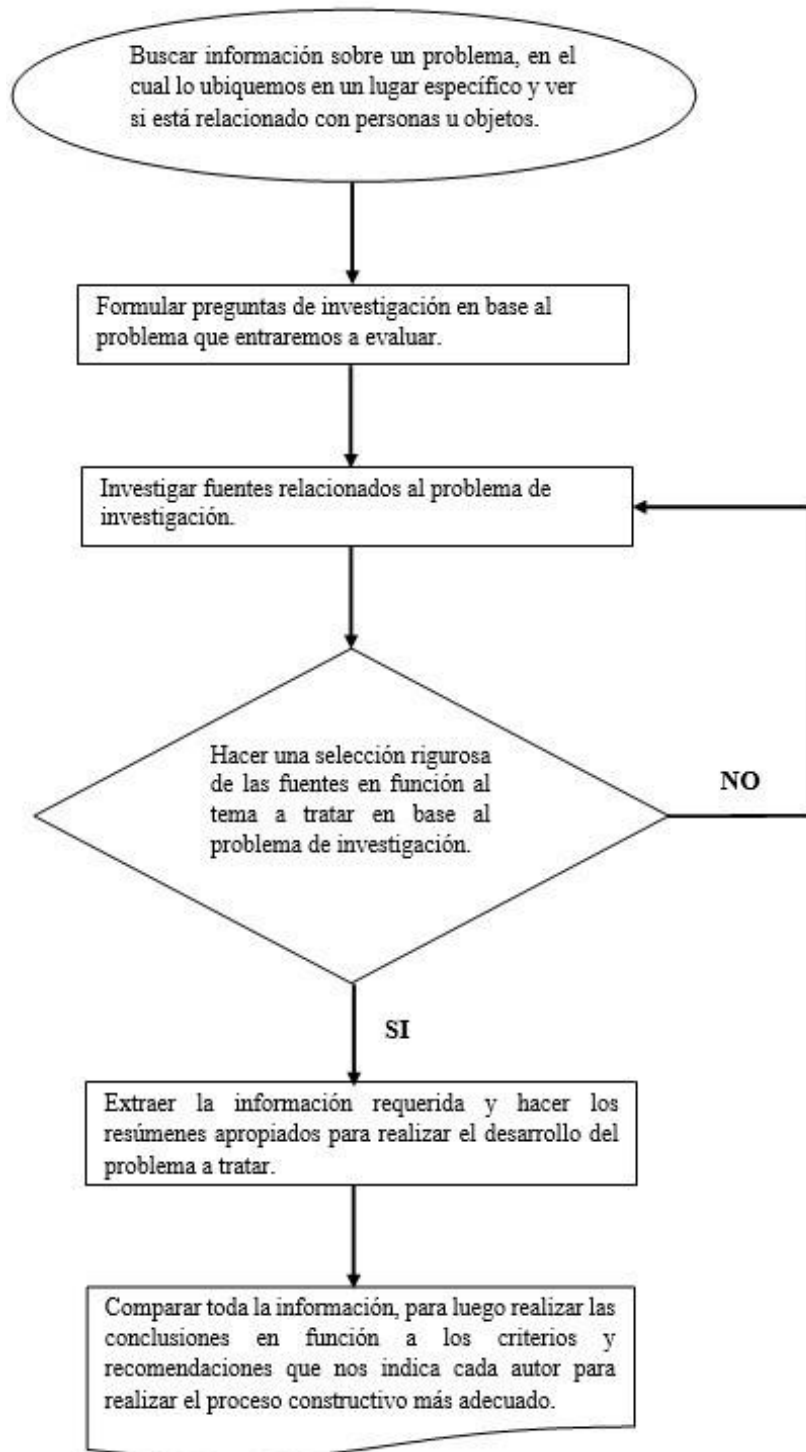 Buscar información sobre un problema, en el
cual lo ubiquemos en un lugar específico y ver
si está relacionado con personas u objetos.
Formular preguntas de investigación en base al
problema que entraremos a evaluar.
Investigar fuentes relacionados al problema de
investigación.
Hacer una selección rigurosa
de las fuentes en función al
tema a tratar en base al
problema de investigación.
NO
SI
Extraer la información requerida y hacer los
resúmenes apropiados para realizar el desarrollo del
problema a tratar.
Comparar toda la información, para luego realizar las
conclusiones en función a los criterios y
recomendaciones que nos indica cada autor para
realizar el proceso constructivo más adecuado.